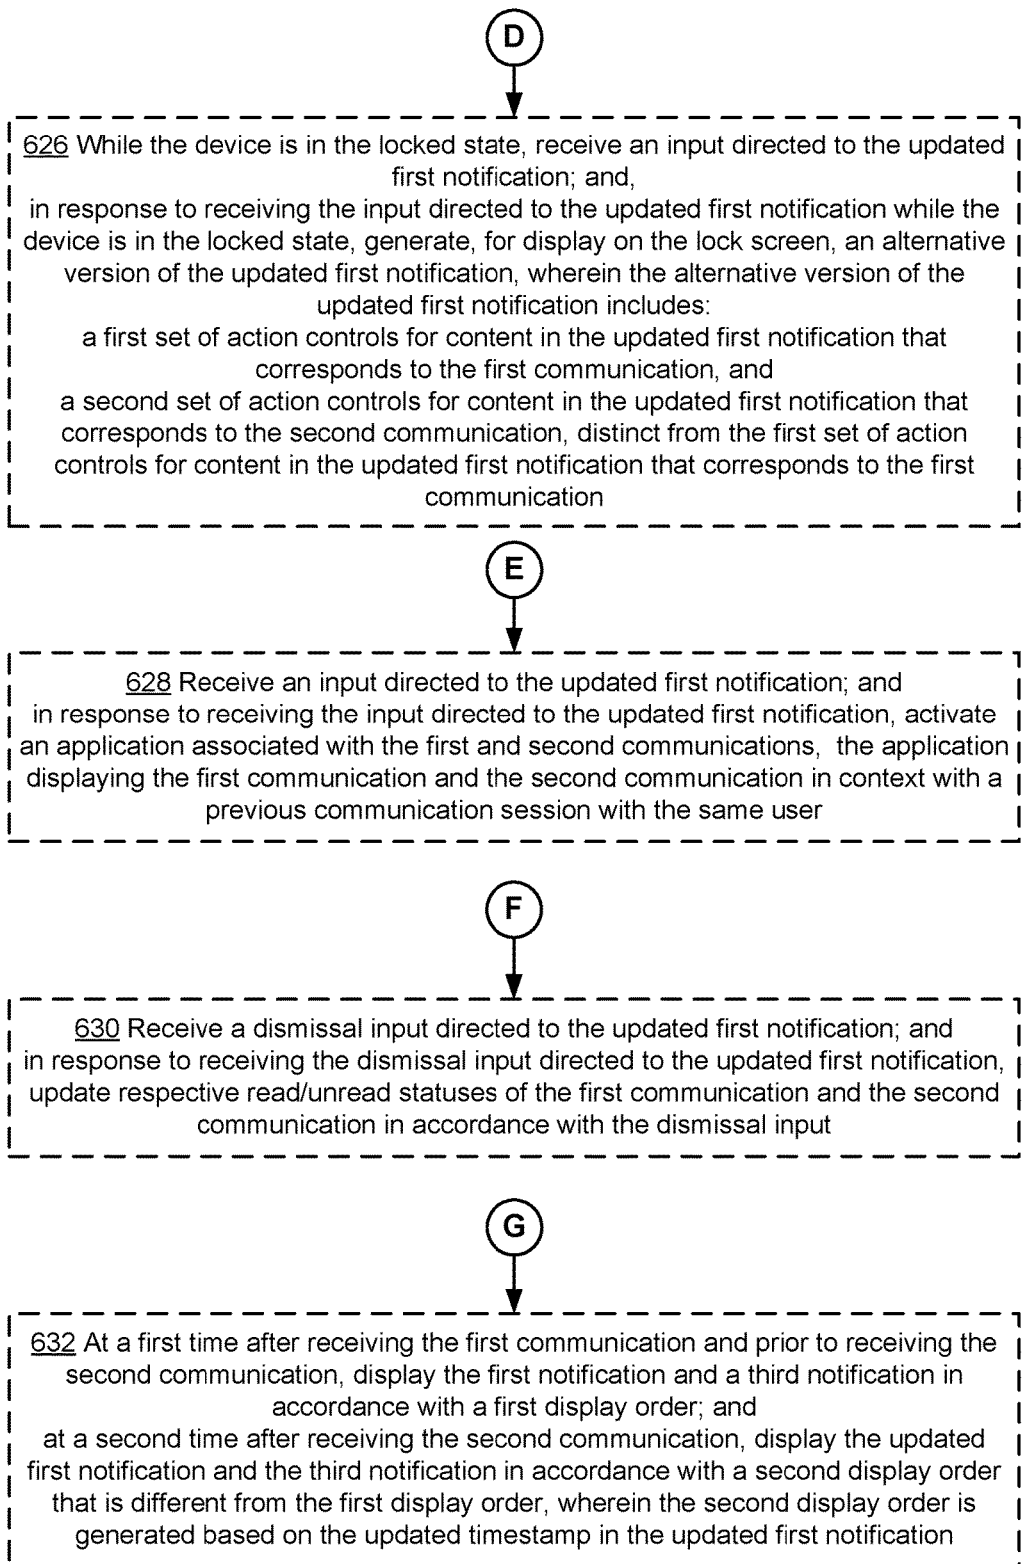 D
626 While the device is in the locked state, receive an input directed to the updated
first notification; and,
in response to receiving the input directed to the updated first notification while the
device is in the locked state, generate, for display on the lock screen, an alternative
version of the updated first notification, wherein the alternative version of the
updated first notification includes:
a first set of action controls for content in the updated first notification that
corresponds to the first communication, and
a second set of action controls for content in the updated first notification that
corresponds to the second communication, distinct from the first set of action
controls for content in the updated first notification that corresponds to the first
communication
E
628 Receive an input directed to the updated first notification; and
in response to receiving the input directed to the updated first notification, activate
an application associated with the first and second communications, the application
displaying the first communication and the second communication in context with a
previous communication session with the same user
F
630 Receive a dismissal input directed to the updated first notification; and
in response to receiving the dismissal input directed to the updated first notification,
update respective read/unread statuses of the first communication and the second
communication in accordance with the dismissal input
G
632 At a first time after receiving the first communication and prior to receiving the
second communication, display the first notification and a third notification in
accordance with a first display order; and
at a second time after receiving the second communication, display the updated
first notification and the third notification in accordance with a second display order
that is different from the first display order, wherein the second display order is
generated based on the updated timestamp in the updated first notification